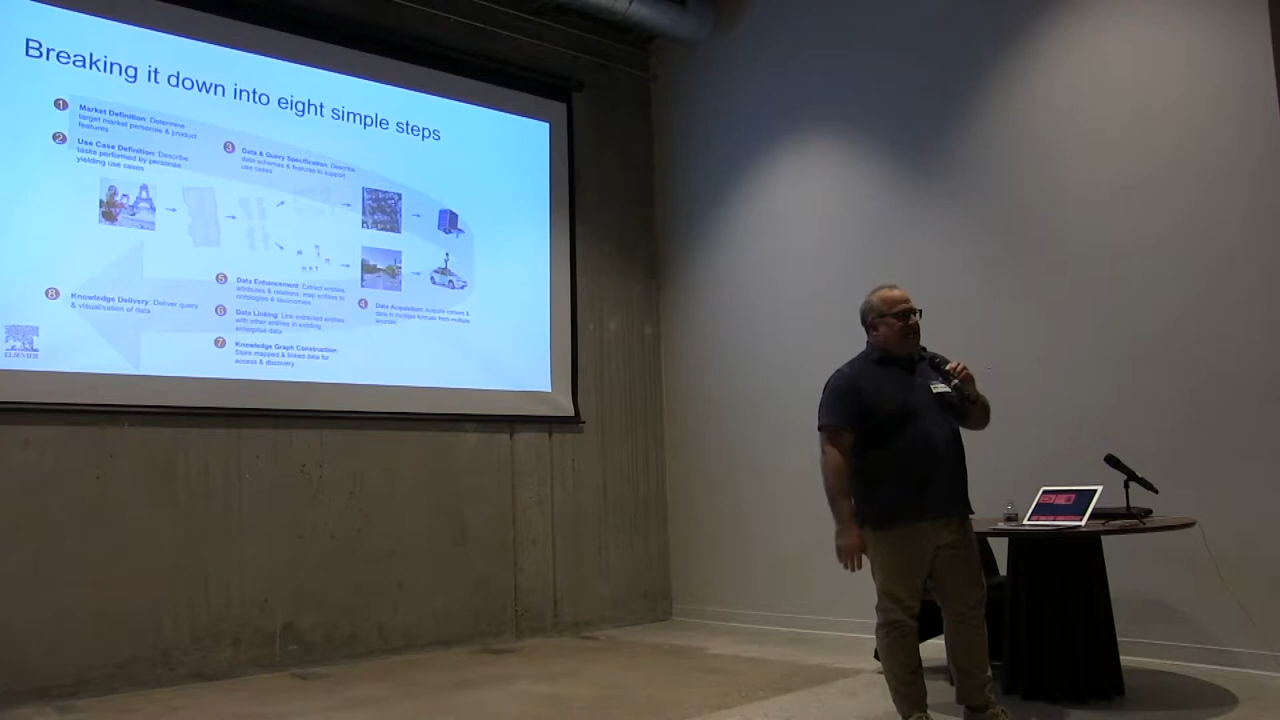 Breaking it down into eight simple steps
1
Market Definition: Determine
target market personae & product
features
2
Use Case Definition: Describe
tasks performed by personae
yielding use cases
3
Data & Query Specification: Describe
data schemas & features to support
use cases
4
Data Acquisition: Acquire content &
data in multiple formats from multiple
sources
5
Data Enhancement: Extract entities,
attributes & relations; map entities to
ontologies & taxonomies
6
Data Linking: Link extracted entities
with other entities in existing
enterprise data
7
Knowledge Graph Construction:
Store mapped & linked data for
access & discovery
8
Knowledge Delivery: Deliver query
& visualisation of data
ELSEVIER